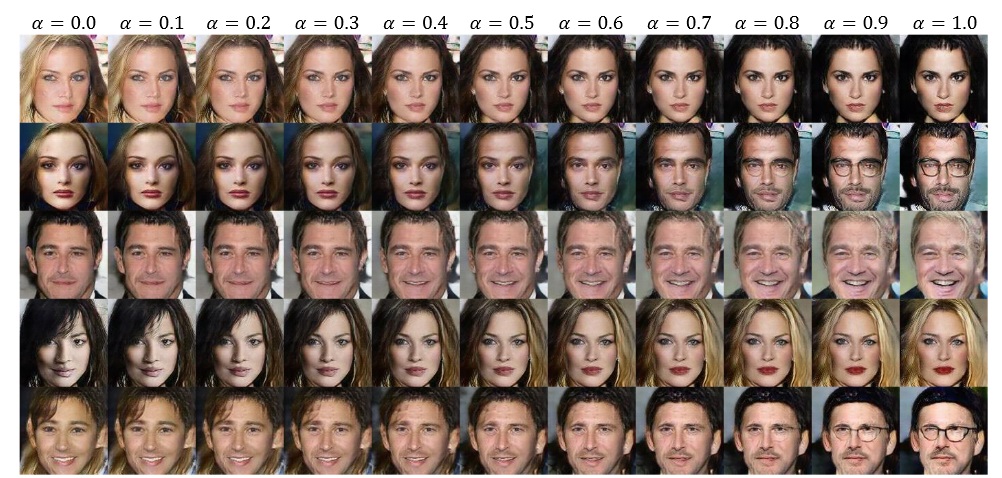 α = 0.0 α = 0.1 α = 0.2 α = 0.3 α = 0.4 α = 0.5 α = 0.6 α = 0.7 α = 0.8 α = 0.9 α = 1.0